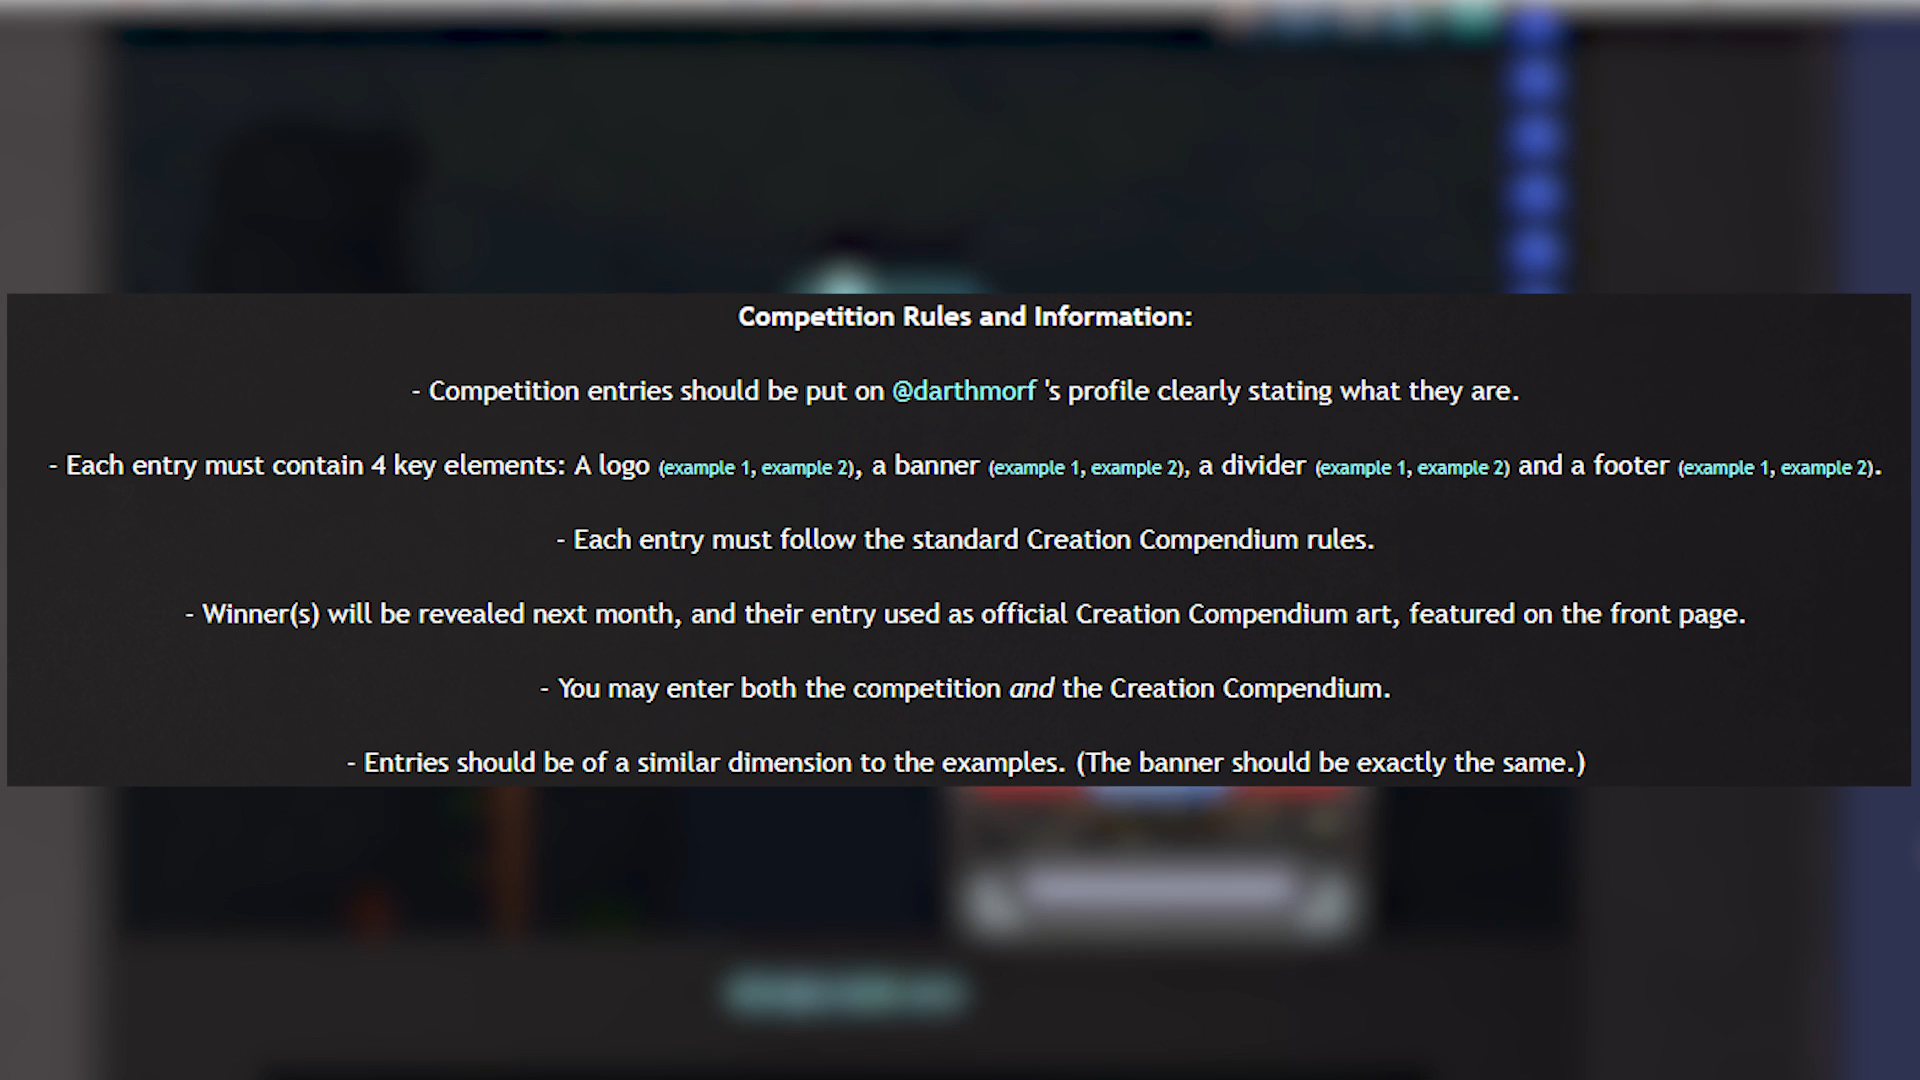 Competition Rules and Information:
- Competition entries should be put on @darthmorf 's profile clearly stating what they are.
- Each entry must contain 4 key elements: A logo (example 1, example 2), a banner (example 1, example 2), a divider (example 1, example 2) and a footer (example 1, example 2).
- Each entry must follow the standard Creation Compendium rules.
- Winner(s) will be revealed next month, and their entry used as official Creation Compendium art, featured on the front page.
- You may enter both the competition and the Creation Compendium.
- Entries should be of a similar dimension to the examples. (The banner should be exactly the same.)